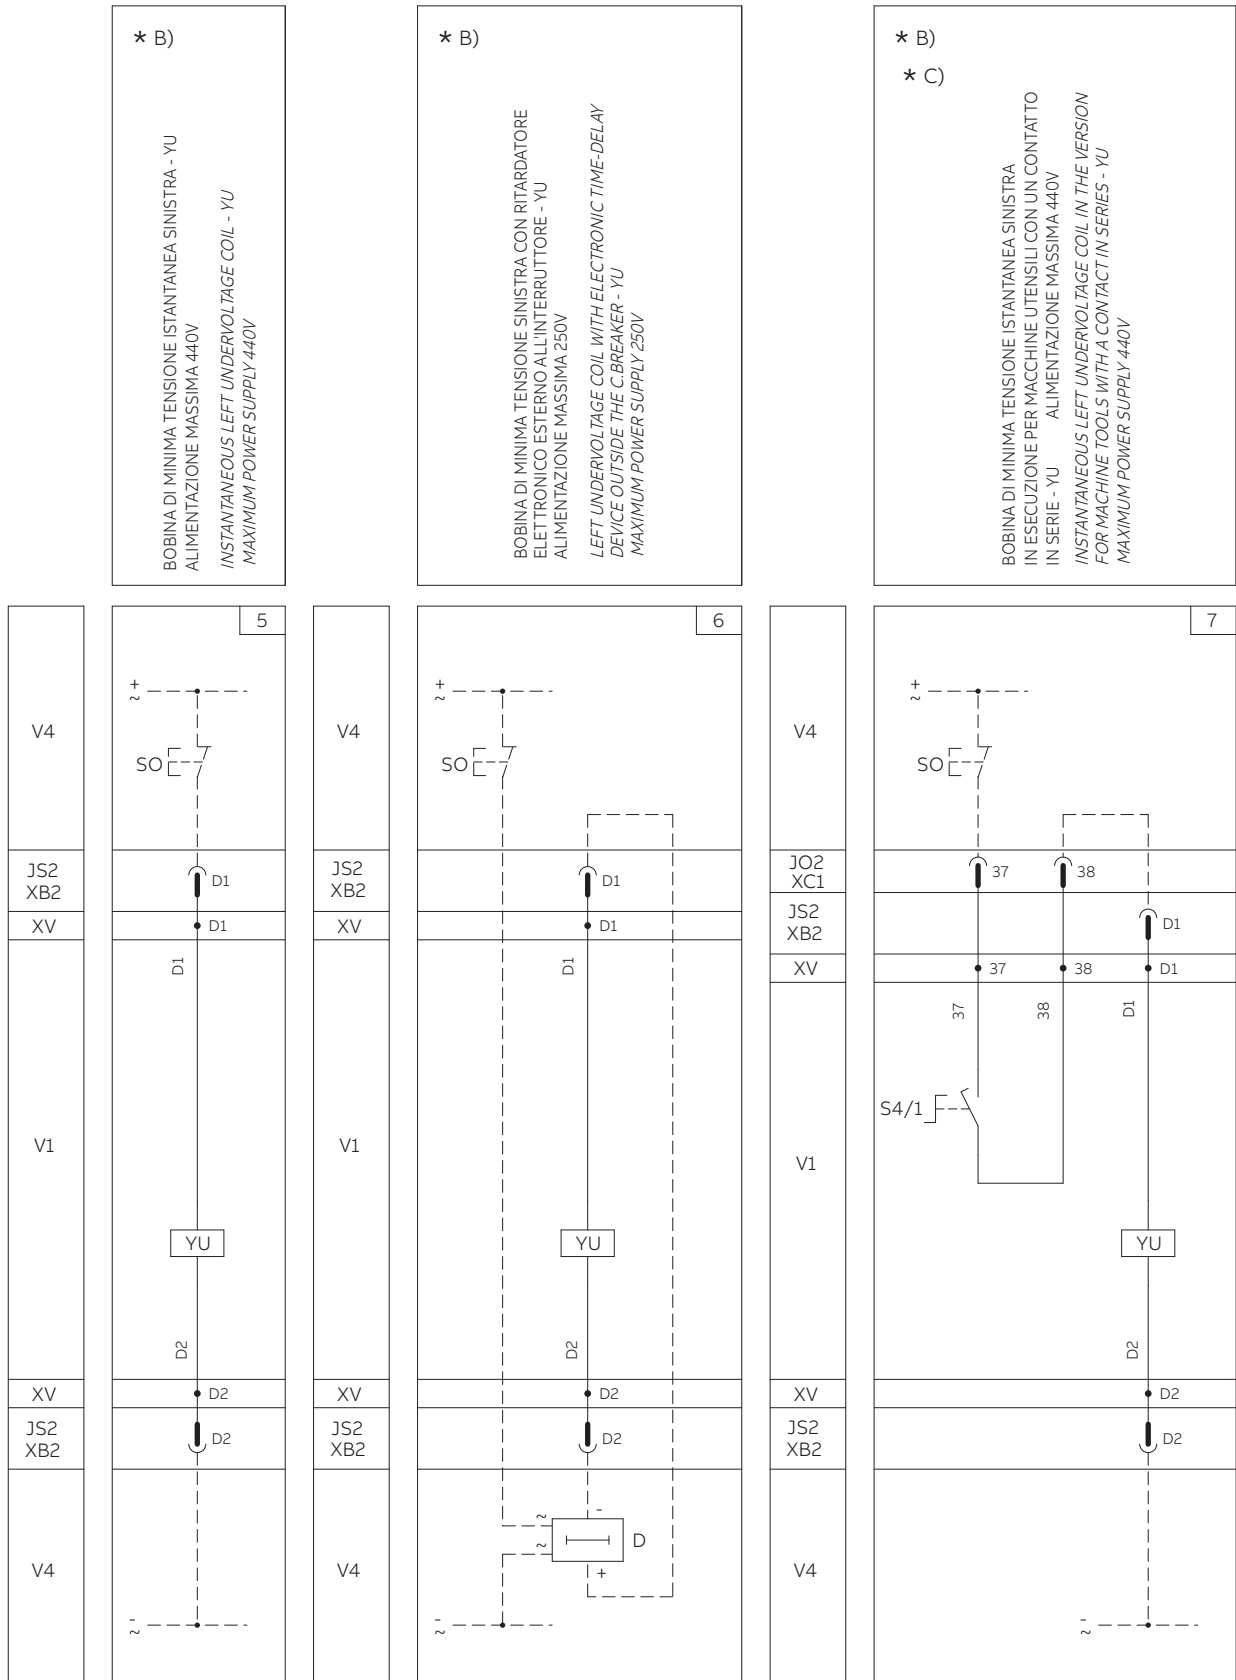 * B)
BOBINA DI MINIMA TENSIONE ISTANTANEA SINISTRA - YU
ALIMENTAZIONE MASSIMA 440V
INSTANTANEOUS LEFT UNDERVOLTAGE COIL - YU
MAXIMUM POWER SUPPLY 440V
* B)
BOBINA DI MINIMA TENSIONE SINISTRA CON RITARDATORE
ELETTRONICO ESTERNO ALL'INTERRUTTORE - YU
ALIMENTAZIONE MASSIMA 250V
LEFT UNDERVOLTAGE COIL WITH ELECTRONIC TIME-DELAY
DEVICE OUTSIDE THE C.BREAKER - YU
MAXIMUM POWER SUPPLY 250V
* B)
* C)
BOBINA DI MINIMA TENSIONE ISTANTANEA SINISTRA
IN ESECUZIONE PER MACCHINE UTENSILI CON UN CONTATTO
IN SERIE - YU ALIMENTAZIONE MASSIMA 440V
INSTANTANEOUS LEFT UNDERVOLTAGE COIL IN THE VERSION
FOR MACHINE TOOLS WITH A CONTACT IN SERIES - YU
MAXIMUM POWER SUPPLY 440V
V4
JS2
XB2
XV
V1
XV
JS2
XB2
V4
5
+
~
SO
D1
D1
D1
YU
D2
D2
D2
-
~
V4
JS2
XB2
XV
V1
XV
JS2
XB2
V4
6
+
~
SO
D1
D1
D1
YU
D2
D2
D2
~
-
~
D
+
-
~
V4
JO2
XC1
JS2
XB2
XV
V1
XV
JS2
XB2
V4
7
+
~
SO
37
38
D1
37
38
D1
37
38
D1
S4/1
YU
D2
D2
D2
-
~